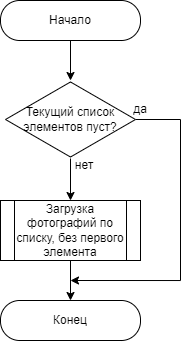 Начало
Текущий список
элементов пуст?
да
нет
Загрузка
фотографий по
списку, без первого
элемента
Конец